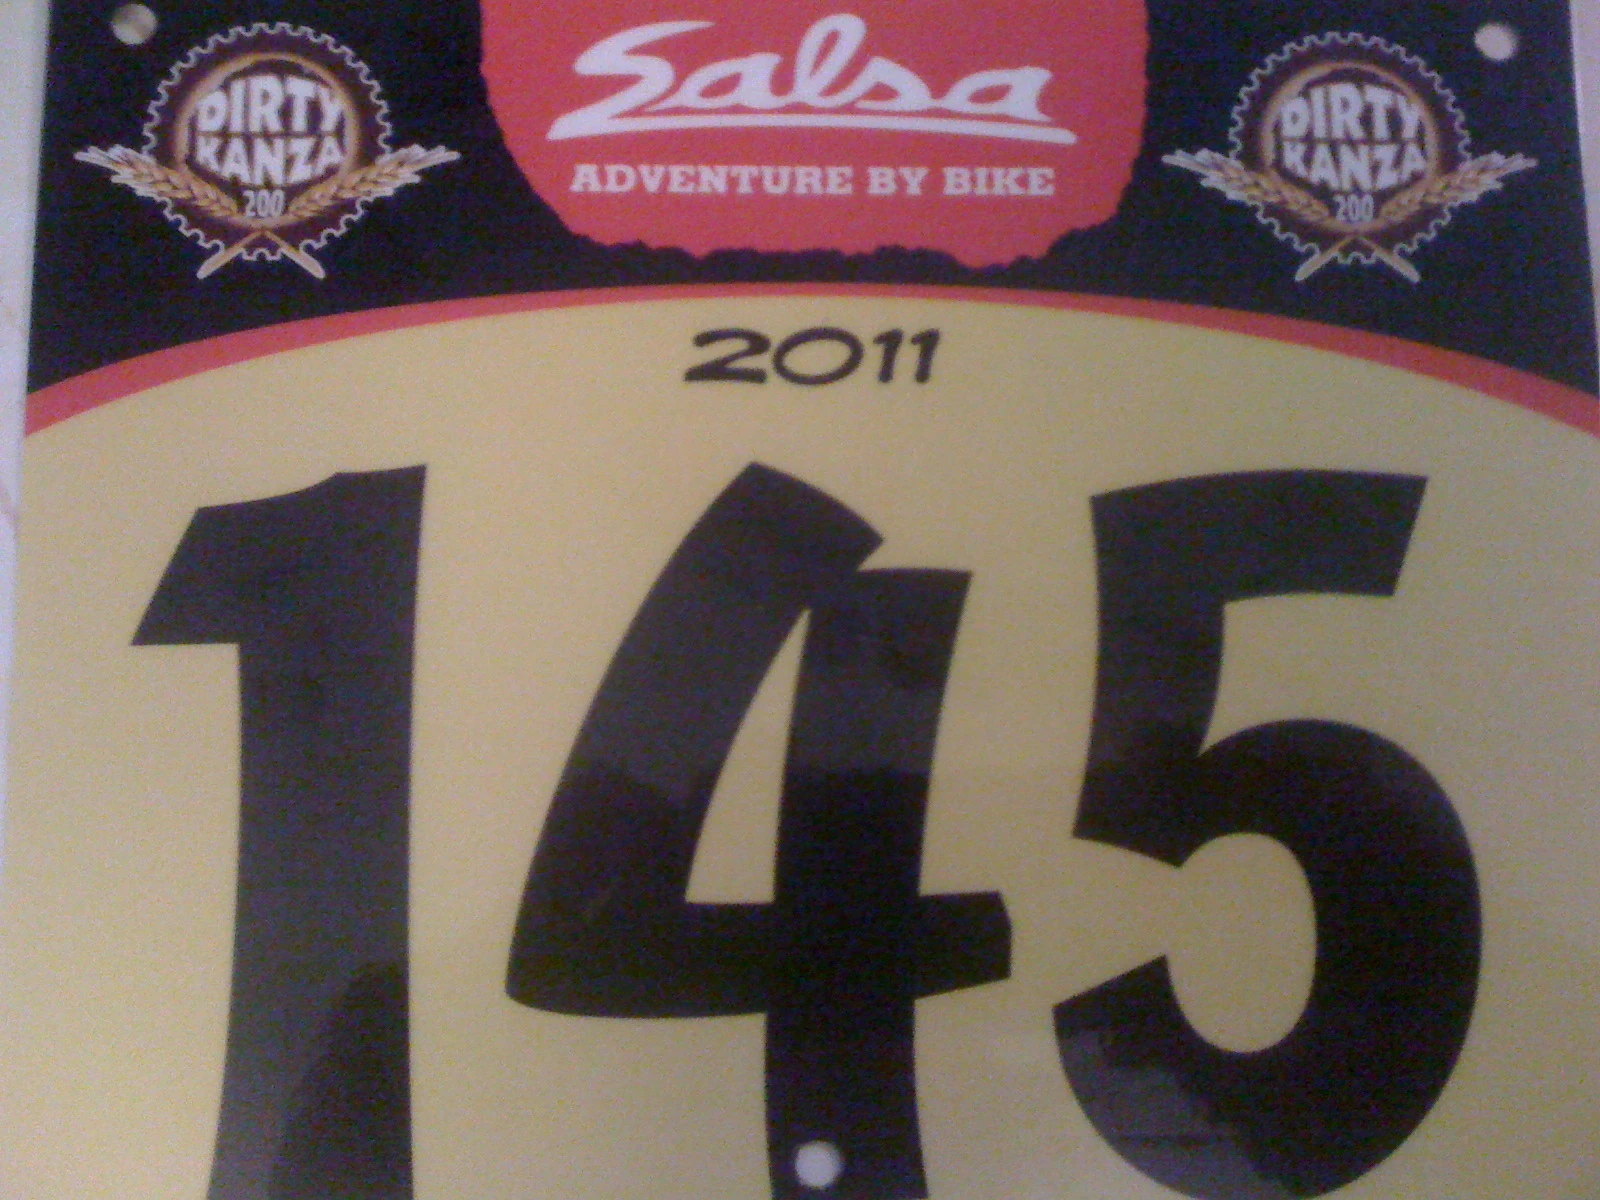 DIRTY
KANZA
200
Salsa
ADVENTURE BY BIKE
DIRTY
KANZA
200
2011
145